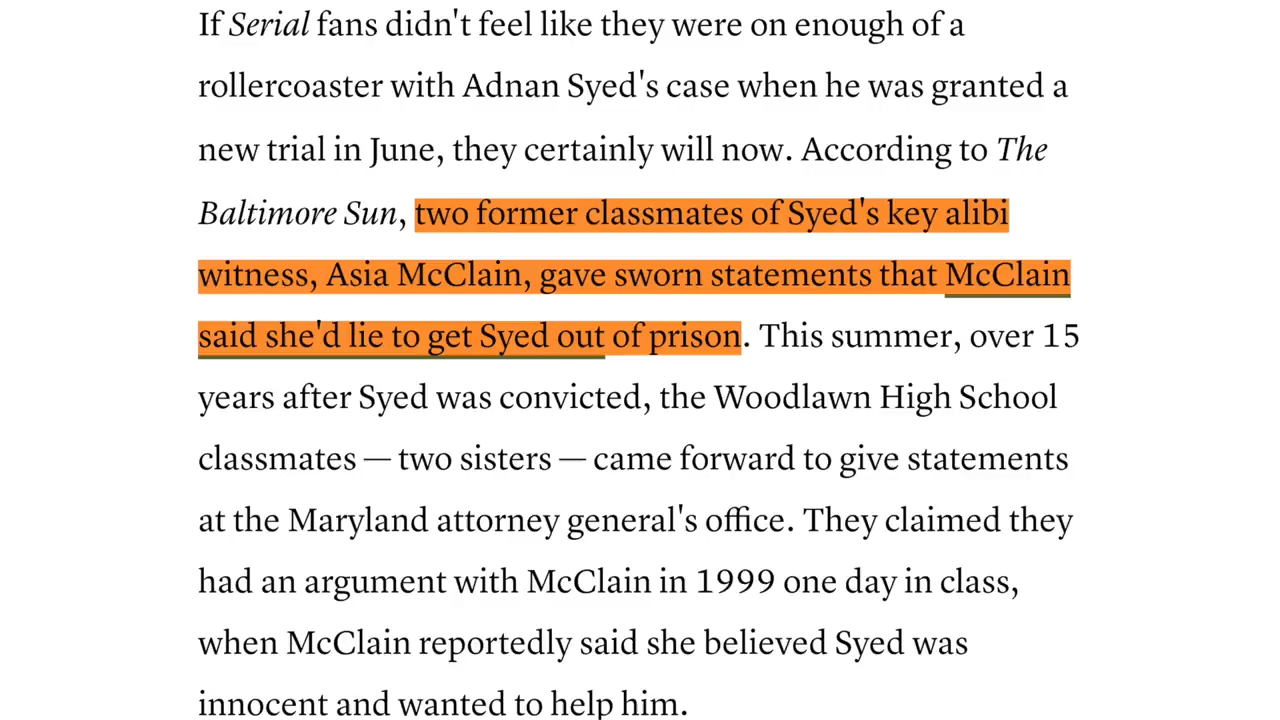 If Serial fans didn't feel like they were on enough of a
rollercoaster with Adnan Syed's case when he was granted a
new trial in June, they certainly will now. According to The
Baltimore Sun, two former classmates of Syed's key alibi
witness, Asia McClain, gave sworn statements that McClain
said she'd lie to get Syed out of prison. This summer, over 15
years after Syed was convicted, the Woodlawn High School
classmates — two sisters — came forward to give statements
at the Maryland attorney general's office. They claimed they
had an argument with McClain in 1999 one day in class,
when McClain reportedly said she believed Syed was
innocent and wanted to help him.